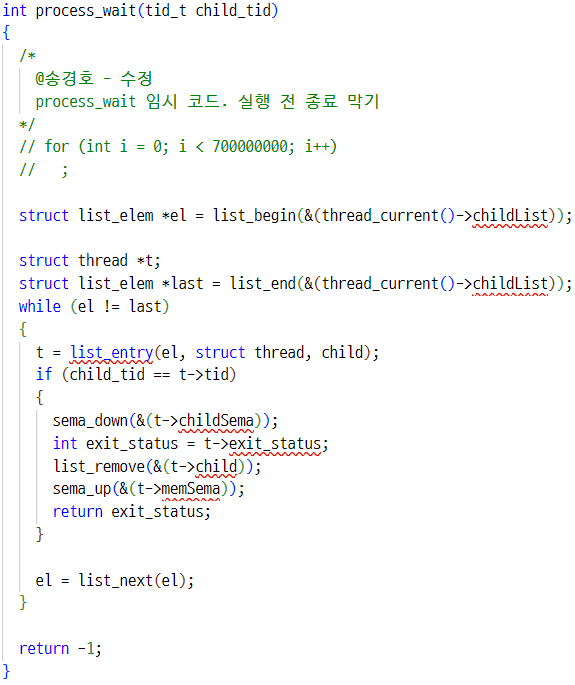 int process_wait(tid_t child_tid)
{
  /*
    @송경호 - 수정
    process_wait 임시 코드. 실행 전 종료 막기
  */
  // for (int i = 0; i < 700000000; i++)
  //   ;
  struct list_elem *el = list_begin(&(thread_current()->childList));
  struct thread *t;
  struct list_elem *last = list_end(&(thread_current()->childList));
  while (el != last)
  {
    t = list_entry(el, struct thread, child);
    if (child_tid == t->tid)
    {
      sema_down(&(t->childSema));
      int exit_status = t->exit_status;
      list_remove(&(t->child));
      sema_up(&(t->memSema));
      return exit_status;
    }
    el = list_next(el);
  }
  return -1;
}